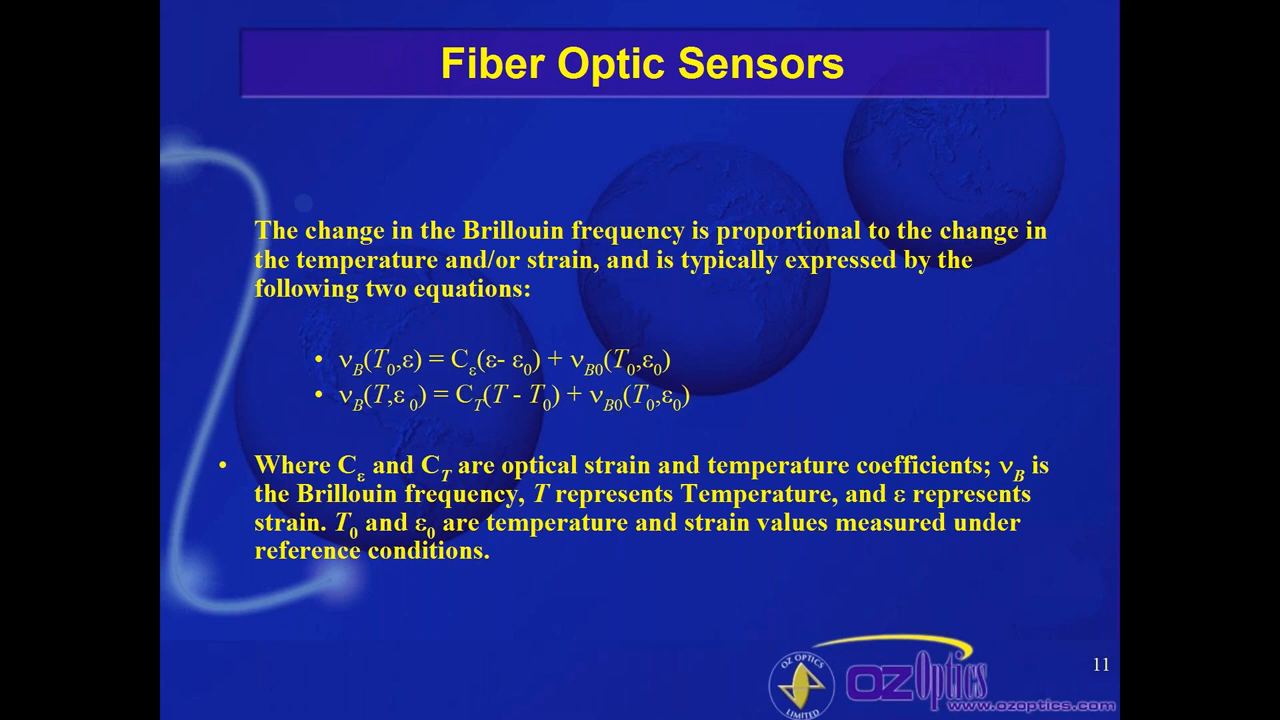 Fiber Optic Sensors
The change in the Brillouin frequency is proportional to the change in
the temperature and/or strain, and is typically expressed by the
following two equations:
• νB(T0,ε) = Cε(ε- ε0) + νB0(T0,ε0)
• νB(T,ε 0) = CT(T - T0) + νB0(T0,ε0)
• Where Cε and CT are optical strain and temperature coefficients; νB is
the Brillouin frequency, T represents Temperature, and ε represents
strain. T0 and ε0 are temperature and strain values measured under
reference conditions.
11
OZ OPTICS
LIMITED
OZ Optics
www.ozoptics.com